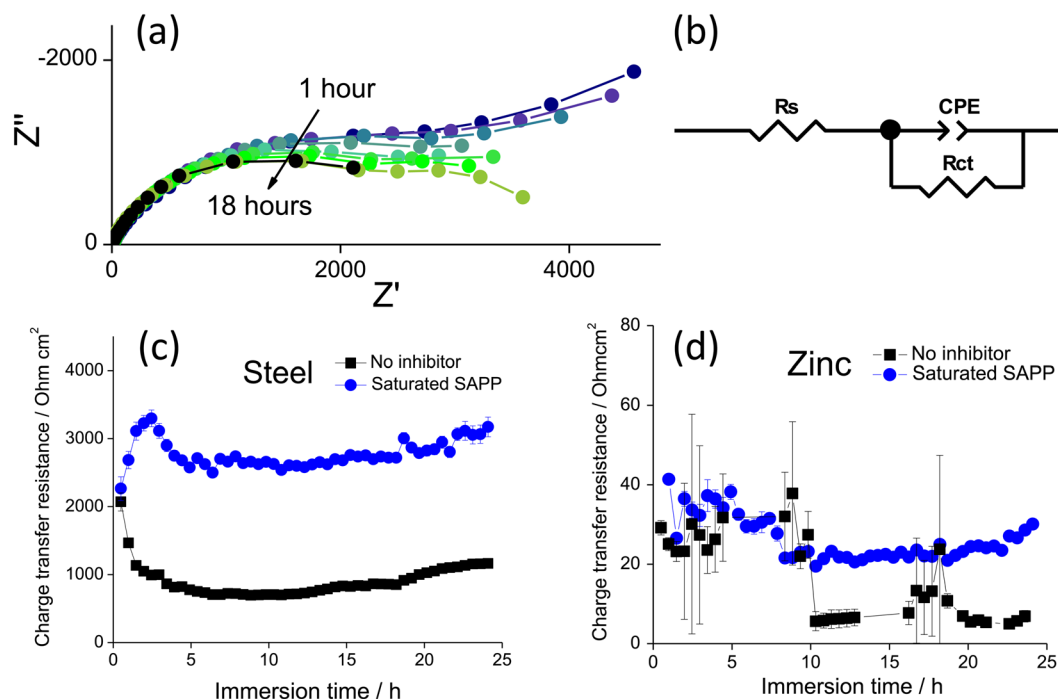 (a)
-2000
1 hour
18 hours
Z"
0
0
2000
4000
Z'
(b)
Rs
CPE
Rct
(c)
Steel
No inhibitor
Saturated SAPP
Charge transfer resistance / Ohm cm²
4000
3000
2000
1000
0
0
5
10
15
20
25
Immersion time / h
(d)
Zinc
No inhibitor
Saturated SAPP
Charge transfer resistance / Ohmcm²
80
60
40
20
0
0
5
10
15
20
25
Immersion time / h